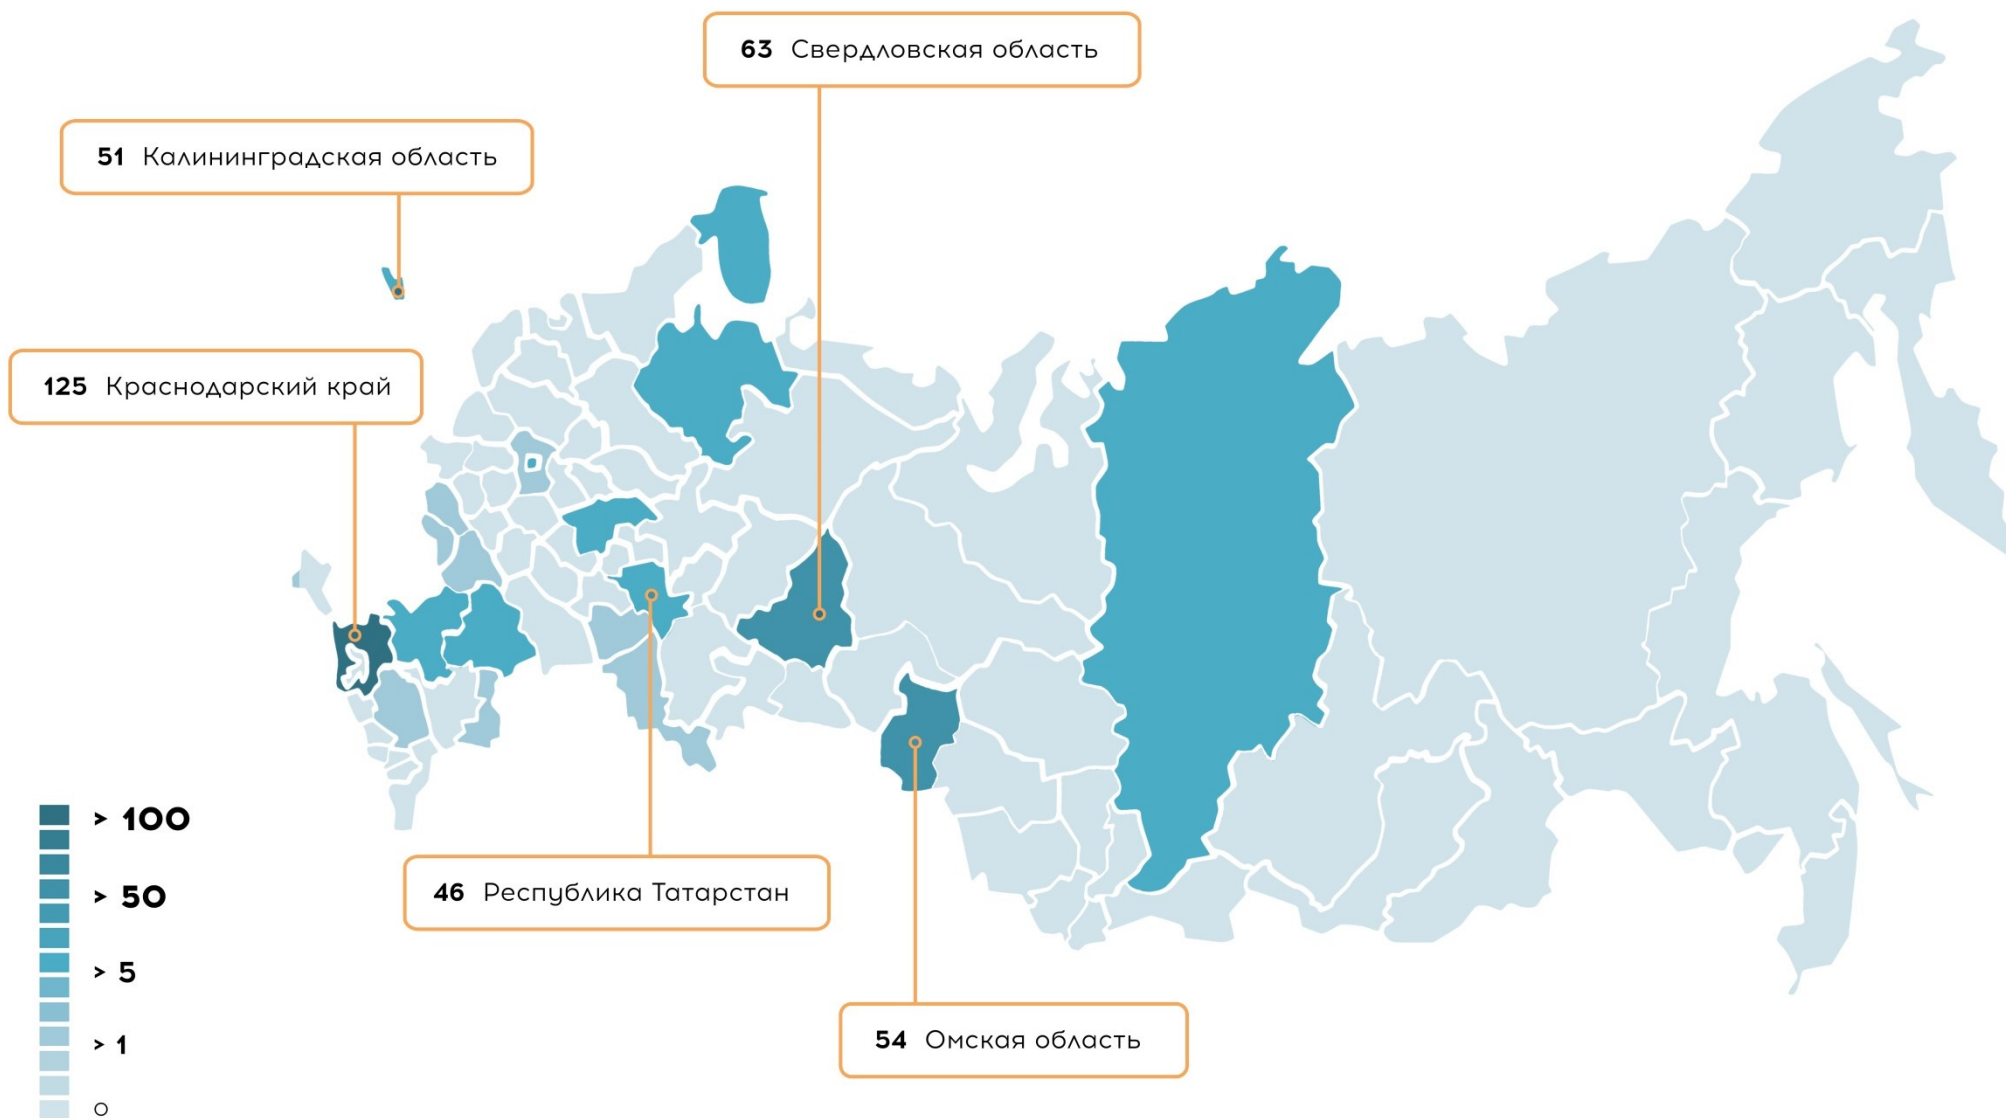 63 Свердловская область
51 Калининградская область
125 Краснодарский край
> 100
46 Республика Татарстан
> 50
> 5
54 Омская область
> 1
0